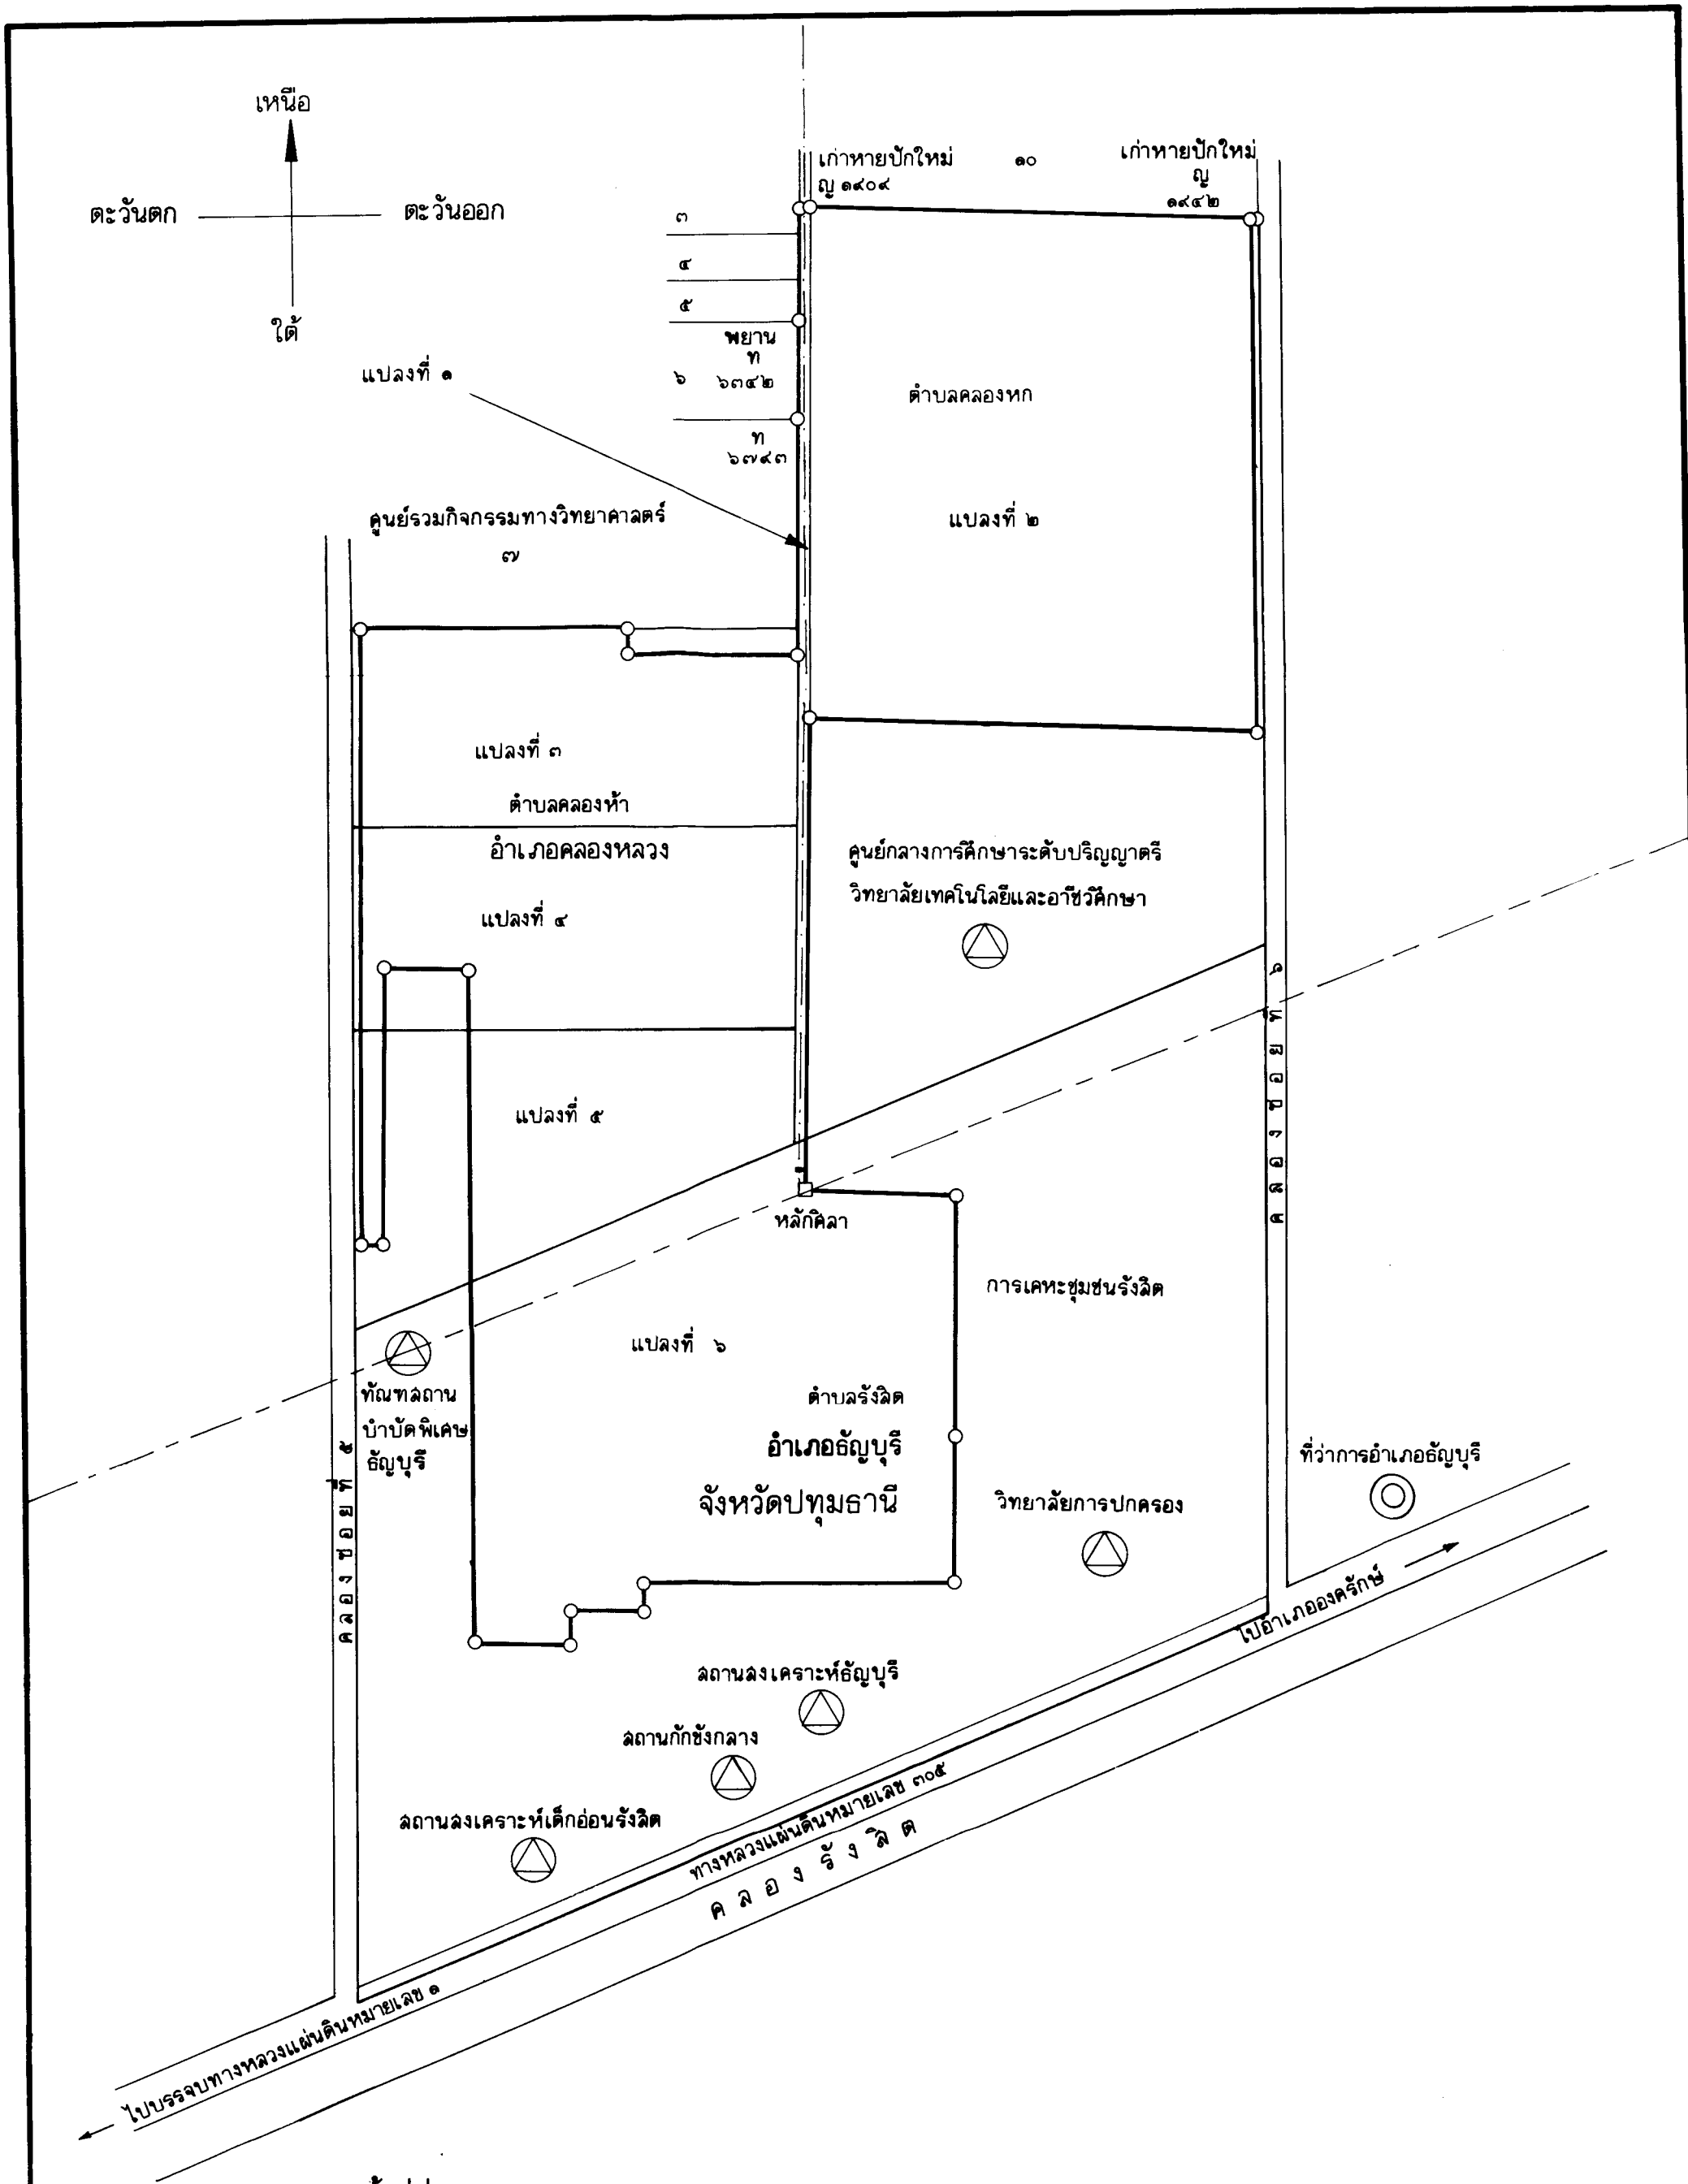 เหนือ
ตะวันตก
ตะวันออก
ใต้
เก่าหายปักใหม่
ญ ๑๙๐๙
๑๐
เก่าหายปักใหม่
ญ
๑๙๔๒
๓
๔
๕
พยาน
ท
๖ ๖๓๔๒
ท
๖๗๙๓
แปลงที่ ๑
ตำบลคลองหก
แปลงที่ ๒
ศูนย์รวมกิจกรรมทางวิทยาศาสตร์
๗
แปลงที่ ๓
ตำบลคลองห้า
อำเภอคลองหลวง
แปลงที่ ๔
ศูนย์กลางการศึกษาระดับปริญญาตรี
วิทยาลัยเทคโนโลยีและอาชีวศึกษา
คลองซอยที่ ๖
แปลงที่ ๕
หลักศิลา
การเคหะชุมชนรังสิต
แปลงที่ ๖
ทัณฑสถาน
บำบัดพิเศษ
ธัญบุรี
คลองซอยที่ ๕
ตำบลรังสิต
อำเภอธัญบุรี
จังหวัดปทุมธานี
ที่ว่าการอำเภอธัญบุรี
วิทยาลัยการปกครอง
ไปอำเภอองครักษ์
สถานสงเคราะห์ธัญบุรี
สถานกักขังกลาง
สถานสงเคราะห์เด็กอ่อนรังสิต
ทางหลวงแผ่นดินหมายเลข ๓๐๕
คลองรังสิต
ไปบรรจบทางหลวงแผ่นดินหมายเลข ๑